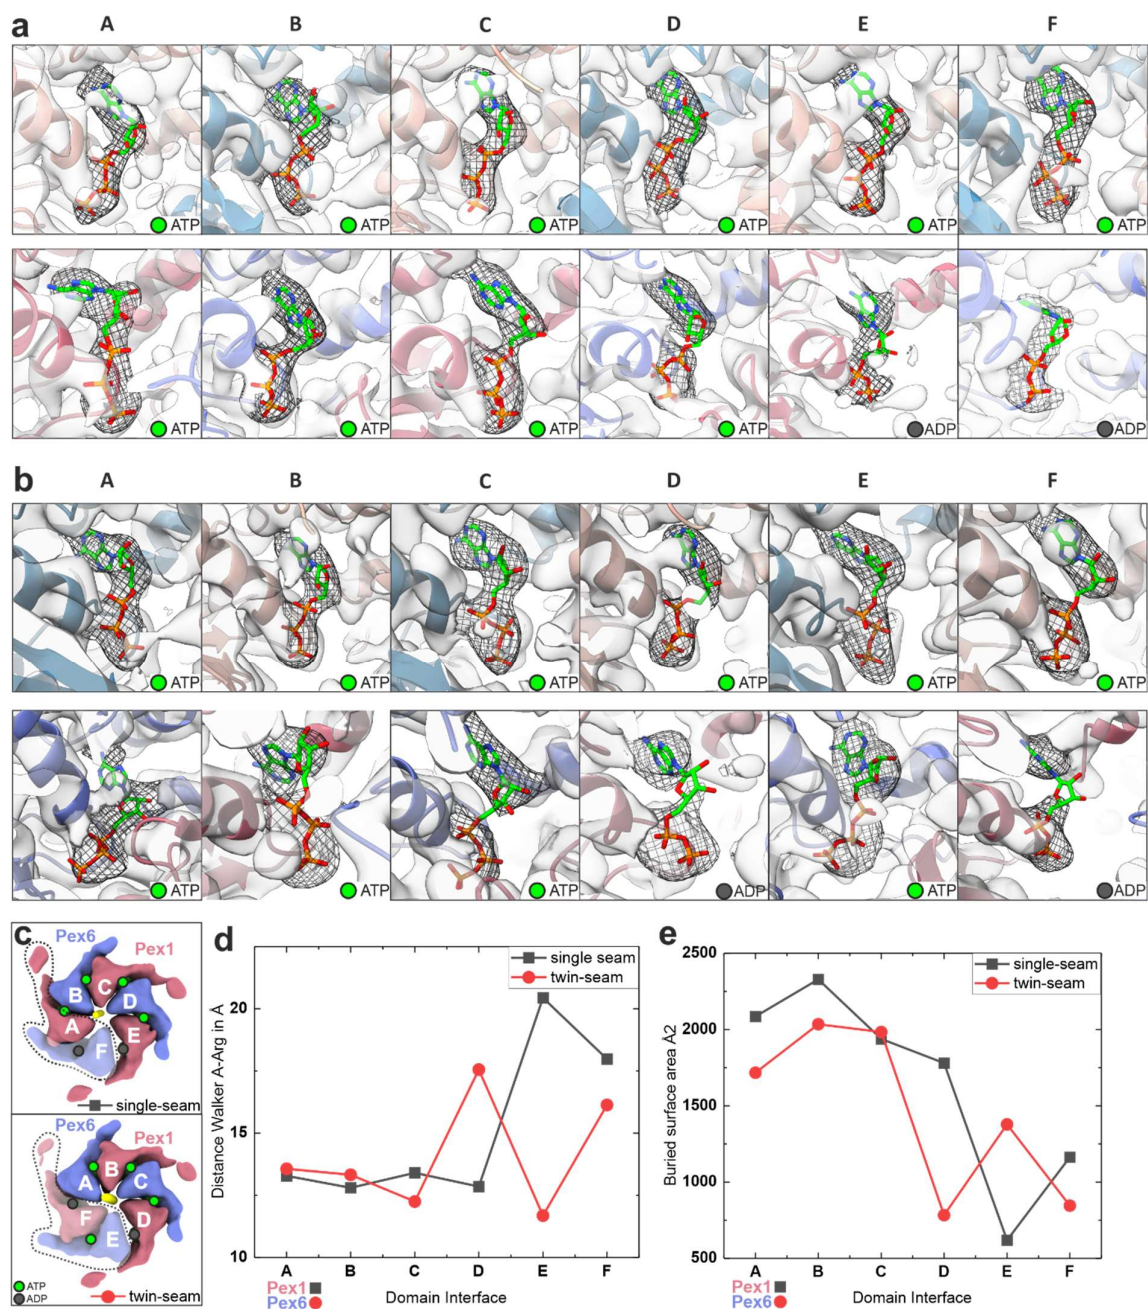 a
A B C D E F
ATP ATP ATP ATP ATP ATP
ATP ATP ATP ATP ADP ADP
b
A B C D E F
ATP ATP ATP ATP ATP ATP
ATP ATP ATP ADP ATP ADP
c
Pex6
Pex1
B C D
A E
F
single-seam
Pex6
Pex1
A B C
F D
E
ATP
ADP
twin-seam
d
single seam
twin-seam
Distance Walker A-Arg in Å
20
15
10
A B C D E F
Pex1
Pex6
Domain Interface
e
2500
single-seam
twin-seam
2000
Buried surface area Å2
1500
1000
500
A B C D E F
Pex1
Pex6
Domain Interface